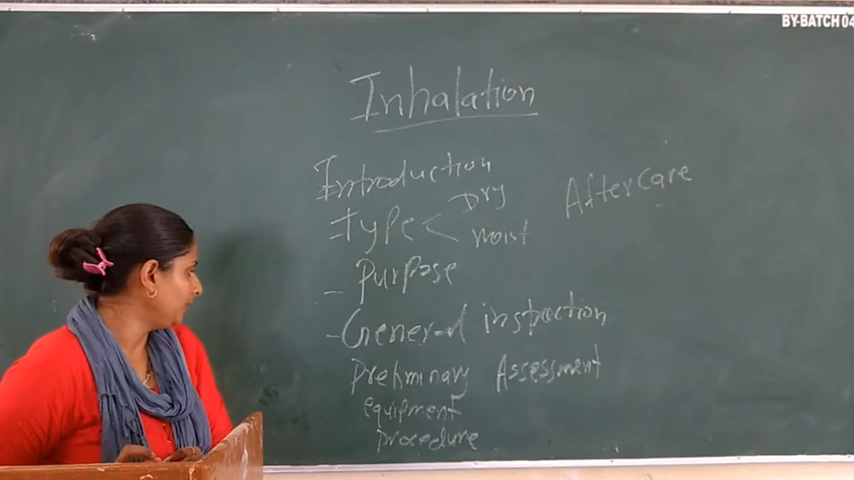 BY-BATCH 04
Inhalation
Introduction
type < Dry
moist
After care
- Purpose
- General instruction
Preliminary Assessment
equipment
procedure